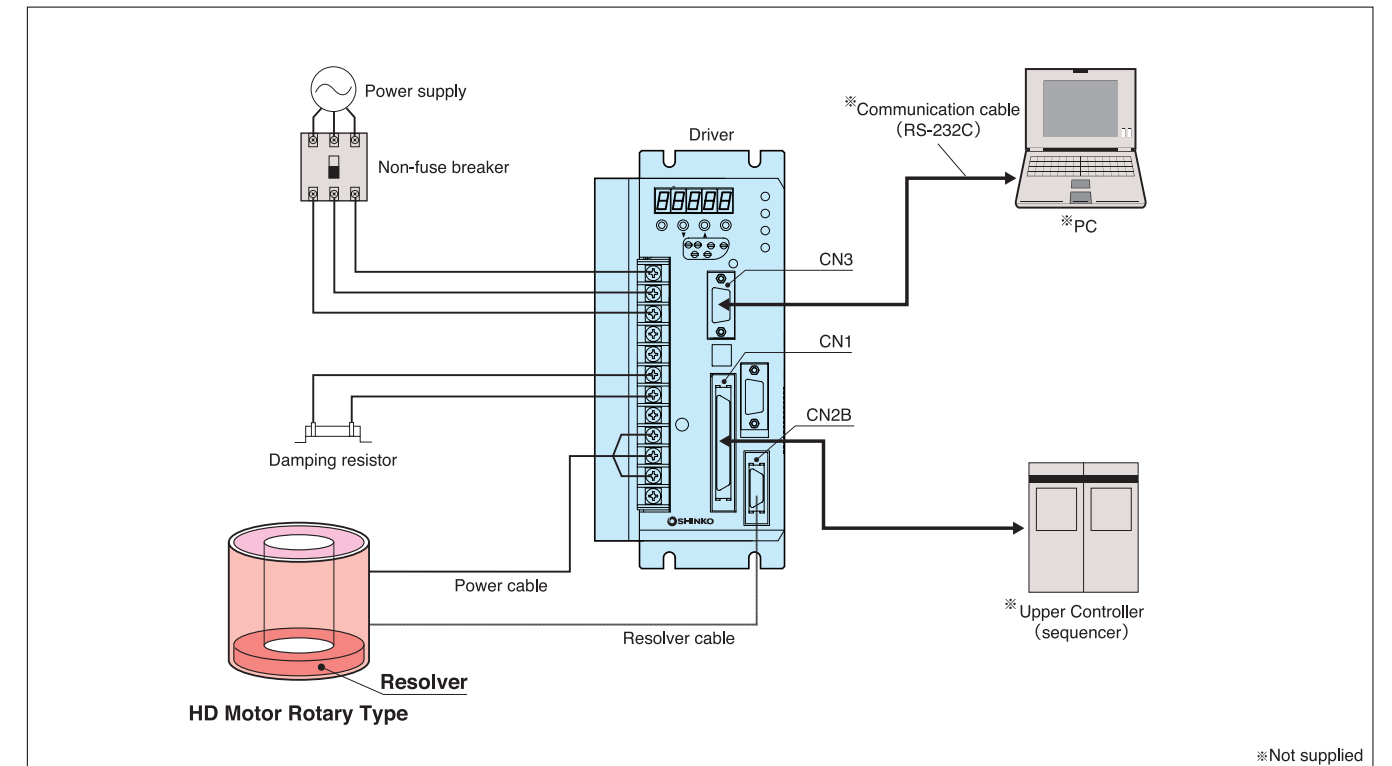 Power supply
Non-fuse breaker
Driver
※Communication cable
（RS-232C）
※PC
88888
CN3
CN1
CN2B
Damping resistor
SHINKO
Power cable
Resolver cable
※Upper Controller
（sequencer）
Resolver
HD Motor Rotary Type
※Not supplied